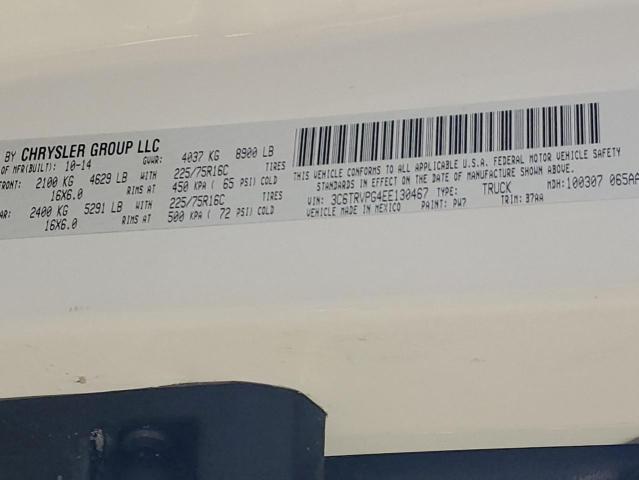 BY CHRYSLER GROUP LLC
OF MFR(BUILT): 10-14 GVWR: 4037 KG 8900 LB
FRONT: 2100 KG 4629 LB WITH 225/75R16C TIRES
16X6.0 RIMS AT 450 KPA ( 65 PSI) COLD
AR: 2400 KG 5291 LB WITH 225/75R16C TIRES
16X6.0 RIMS AT 500 KPA ( 72 PSI) COLD
THIS VEHICLE CONFORMS TO ALL APPLICABLE U.S.A. FEDERAL MOTOR VEHICLE SAFETY
STANDARDS IN EFFECT ON THE DATE OF MANUFACTURE SHOWN ABOVE.
VIN: 3C6TRVPG4EE130467 TYPE: TRUCK MDH:100307 065AA
VEHICLE MADE IN MEXICO PAINT: PW7 TRIM: B7AA